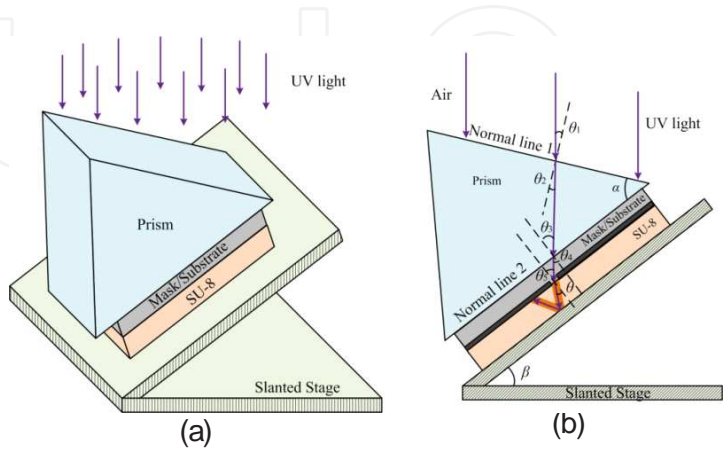 UV light
Prism
Mask/Substrate
SU-8
Slanted Stage
(a)
Air
Normal line 1
θ1
UV light
θ2
Prism
α
θ3
Mask/Substrate
SU-8
Normal line 2
θ4
θ5
θ
β
Slanted Stage
(b)